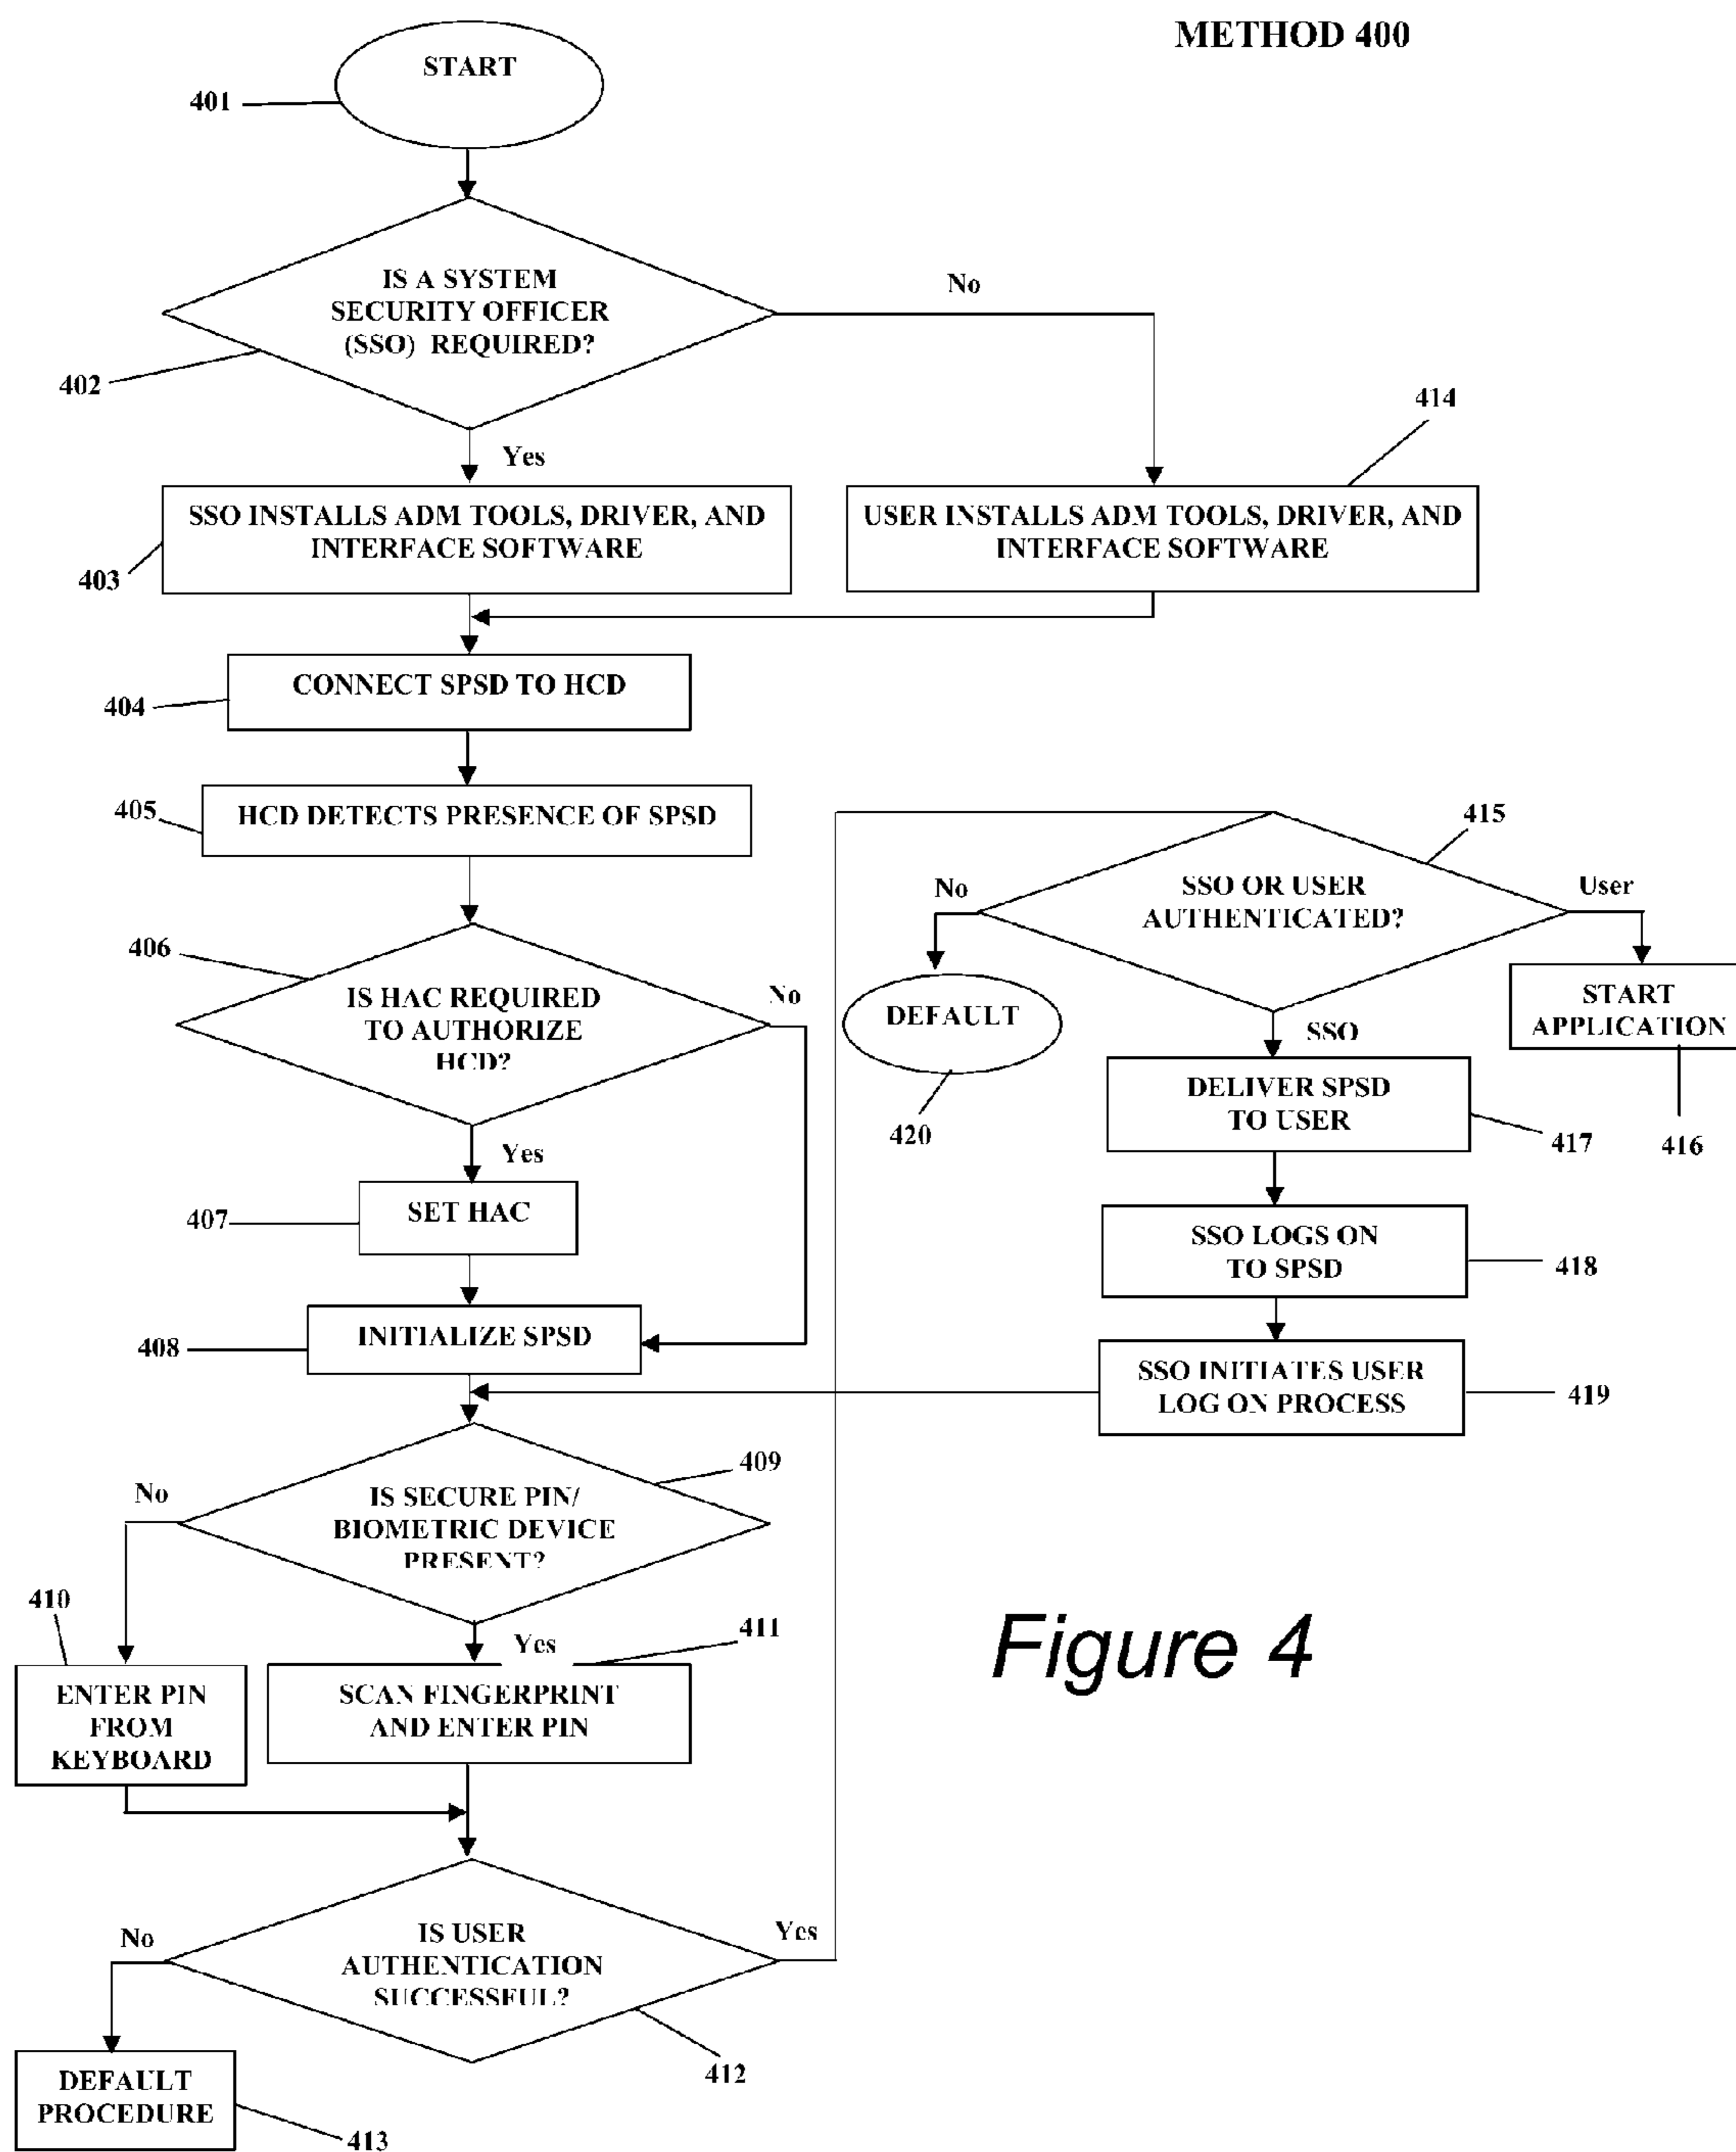 METHOD 400
START
401
IS A SYSTEM
SECURITY OFFICER
(SSO) REQUIRED?
No
402
Yes
414
SSO INSTALLS ADM TOOLS, DRIVER, AND
INTERFACE SOFTWARE
403
USER INSTALLS ADM TOOLS, DRIVER, AND
INTERFACE SOFTWARE
CONNECT SPSD TO HCD
404
HCD DETECTS PRESENCE OF SPSD
405
415
SSO OR USER
AUTHENTICATED?
No
User
406
IS HAC REQUIRED
TO AUTHORIZE
HCD?
No
Yes
DEFAULT
420
START
APPLICATION
416
SSO
DELIVER SPSD
TO USER
417
SET HAC
407
SSO LOGS ON
TO SPSD
418
INITIALIZE SPSD
408
SSO INITIATES USER
LOG ON PROCESS
419
409
No
IS SECURE PIN/
BIOMETRIC DEVICE
PRESENT?
410
Yes
411
ENTER PIN
FROM
KEYBOARD
SCAN FINGERPRINT
AND ENTER PIN
Figure 4
No
IS USER
AUTHENTICATION
SUCCESSFUL?
Yes
412
DEFAULT
PROCEDURE
413